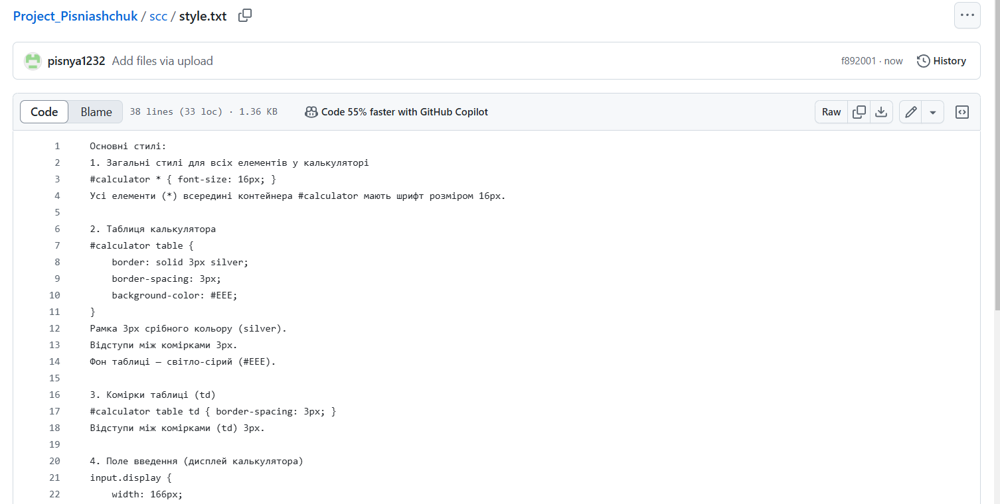 Project_Pisniashchuk / scc / style.txt
pisnya1232 Add files via upload f892001 · now History
Code Blame 38 lines (33 loc) · 1.36 KB Code 55% faster with GitHub Copilot Raw
1 Основні стилі:
2 1. Загальні стилі для всіх елементів у калькуляторі
3 #calculator * { font-size: 16px; }
4 Усі елементи (*) всередині контейнера #calculator мають шрифт розміром 16px.
5
6 2. Таблиця калькулятора
7 #calculator table {
8 border: solid 3px silver;
9 border-spacing: 3px;
10 background-color: #EEE;
11 }
12 Рамка 3px срібного кольору (silver).
13 Відступи між комірками 3px.
14 Фон таблиці — світло-сірий (#EEE).
15
16 3. Комірки таблиці (td)
17 #calculator table td { border-spacing: 3px; }
18 Відступи між комірками (td) 3px.
19
20 4. Поле введення (дисплей калькулятора)
21 input.display {
22 width: 166px;